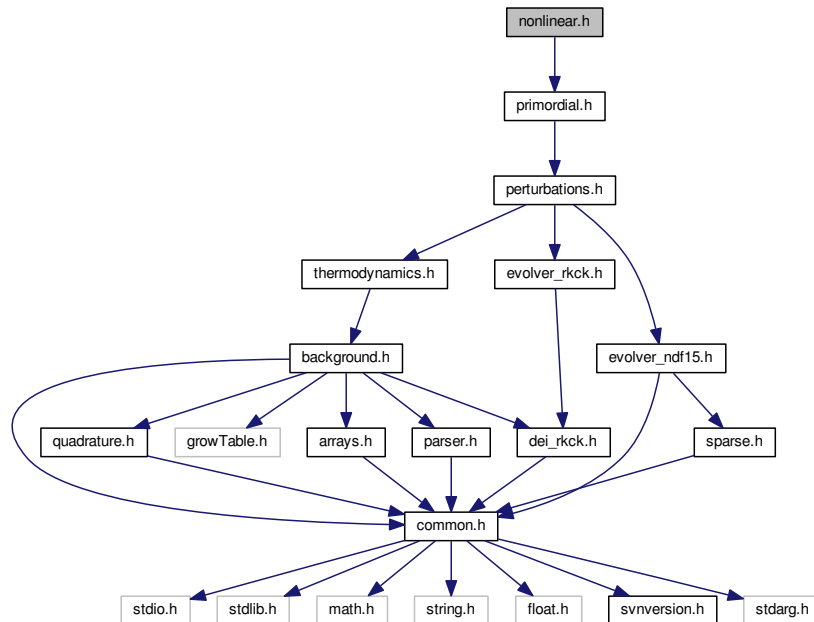 nonlinear.h
primordial.h
perturbations.h
thermodynamics.h
evolver_rkck.h
background.h
evolver_ndf15.h
quadrature.h
growTable.h
arrays.h
parser.h
dei_rkck.h
sparse.h
common.h
stdio.h
stdlib.h
math.h
string.h
float.h
svnversion.h
stdarg.h